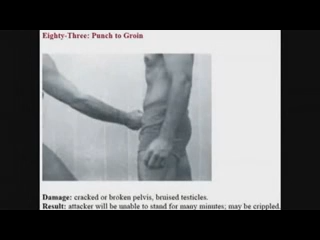 Eighty-Three: Punch to Groin
Damage: cracked or broken pelvis, bruised testicles.
Result: attacker will be unable to stand for many minutes; may be crippled.